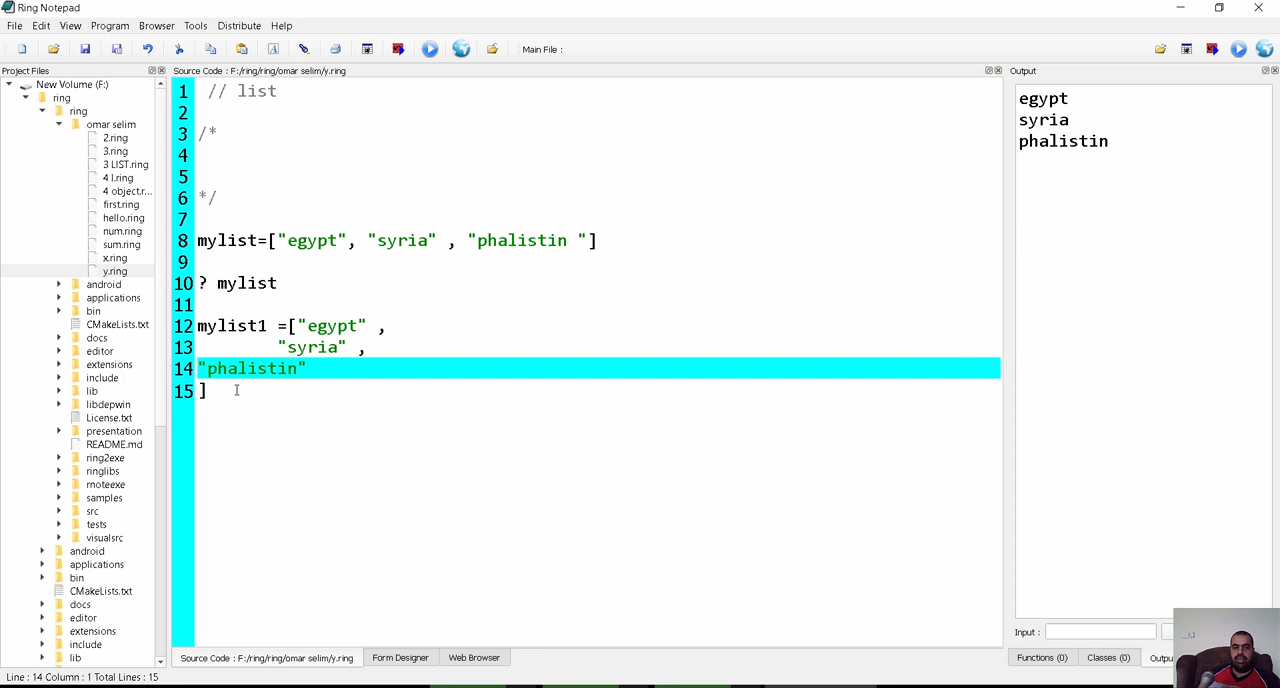 Ring Notepad
File Edit View Program Browser Tools Distribute Help
Main File :
Project Files
Source Code : F:/ring/ring/omar selim/y.ring
Output
New Volume (F:)
ring
ring
omar selim
2.ring
3.ring
3 LIST.ring
4 l.ring
4 object.r...
first.ring
hello.ring
num.ring
sum.ring
x.ring
y.ring
android
applications
bin
CMakeLists.txt
docs
editor
extensions
include
lib
libdepwin
License.txt
presentation
README.md
ring2exe
ringlibs
rnoteexe
samples
src
tests
visualsrc
android
applications
bin
CMakeLists.txt
docs
editor
extensions
include
lib
1 // list
2
3 /*
4
5
6 */
7
8 mylist=["egypt", "syria" , "phalistin "]
9
10 ? mylist
11
12 mylist1 =["egypt" ,
13 "syria" ,
14 "phalistin"
15 ]
egypt
syria
phalistin
Input :
Source Code : F:/ring/ring/omar selim/y.ring Form Designer Web Browser
Functions (0) Classes (0) Outpu
Line : 14 Column : 1 Total Lines : 15